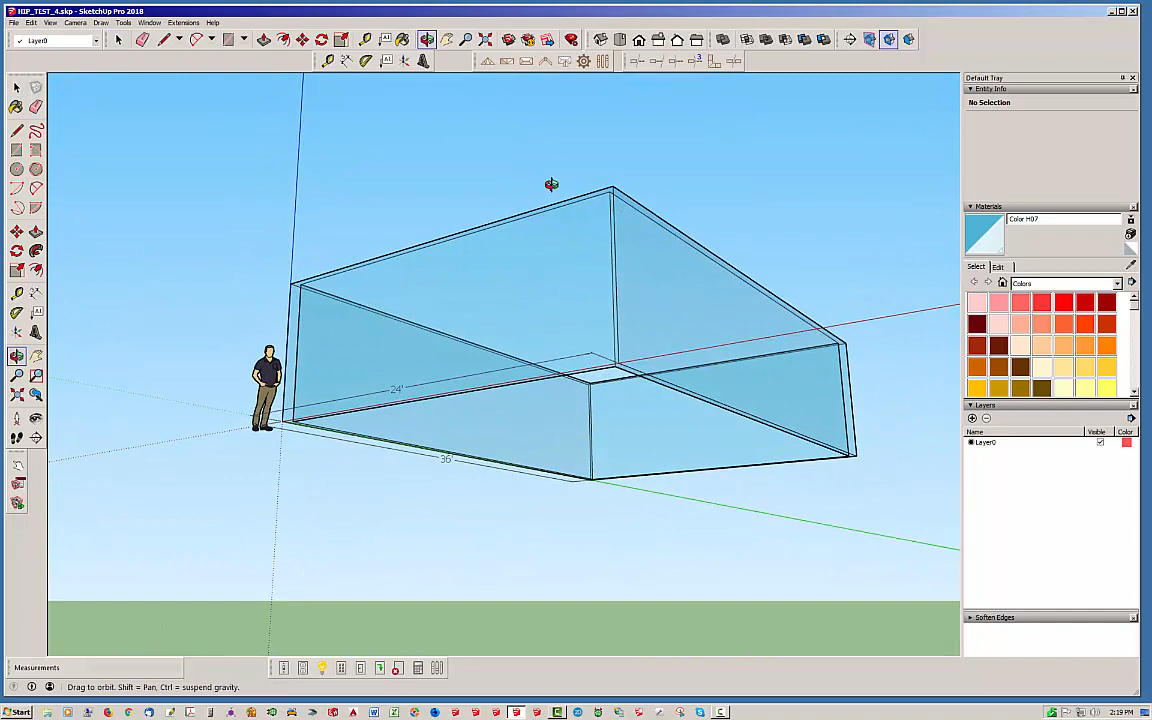 HIP_TEST_4.skp - SketchUp Pro 2018
File Edit View Camera Draw Tools Window Extensions Help
Layer0
Default Tray
Entity Info
No Selection
Materials
Color H07
Select Edit
Colors
Layers
Name Visible Color
Layer0
Soften Edges
24'
36'
3
Measurements
Drag to orbit. Shift = Pan, Ctrl = suspend gravity.
Start
2:19 PM